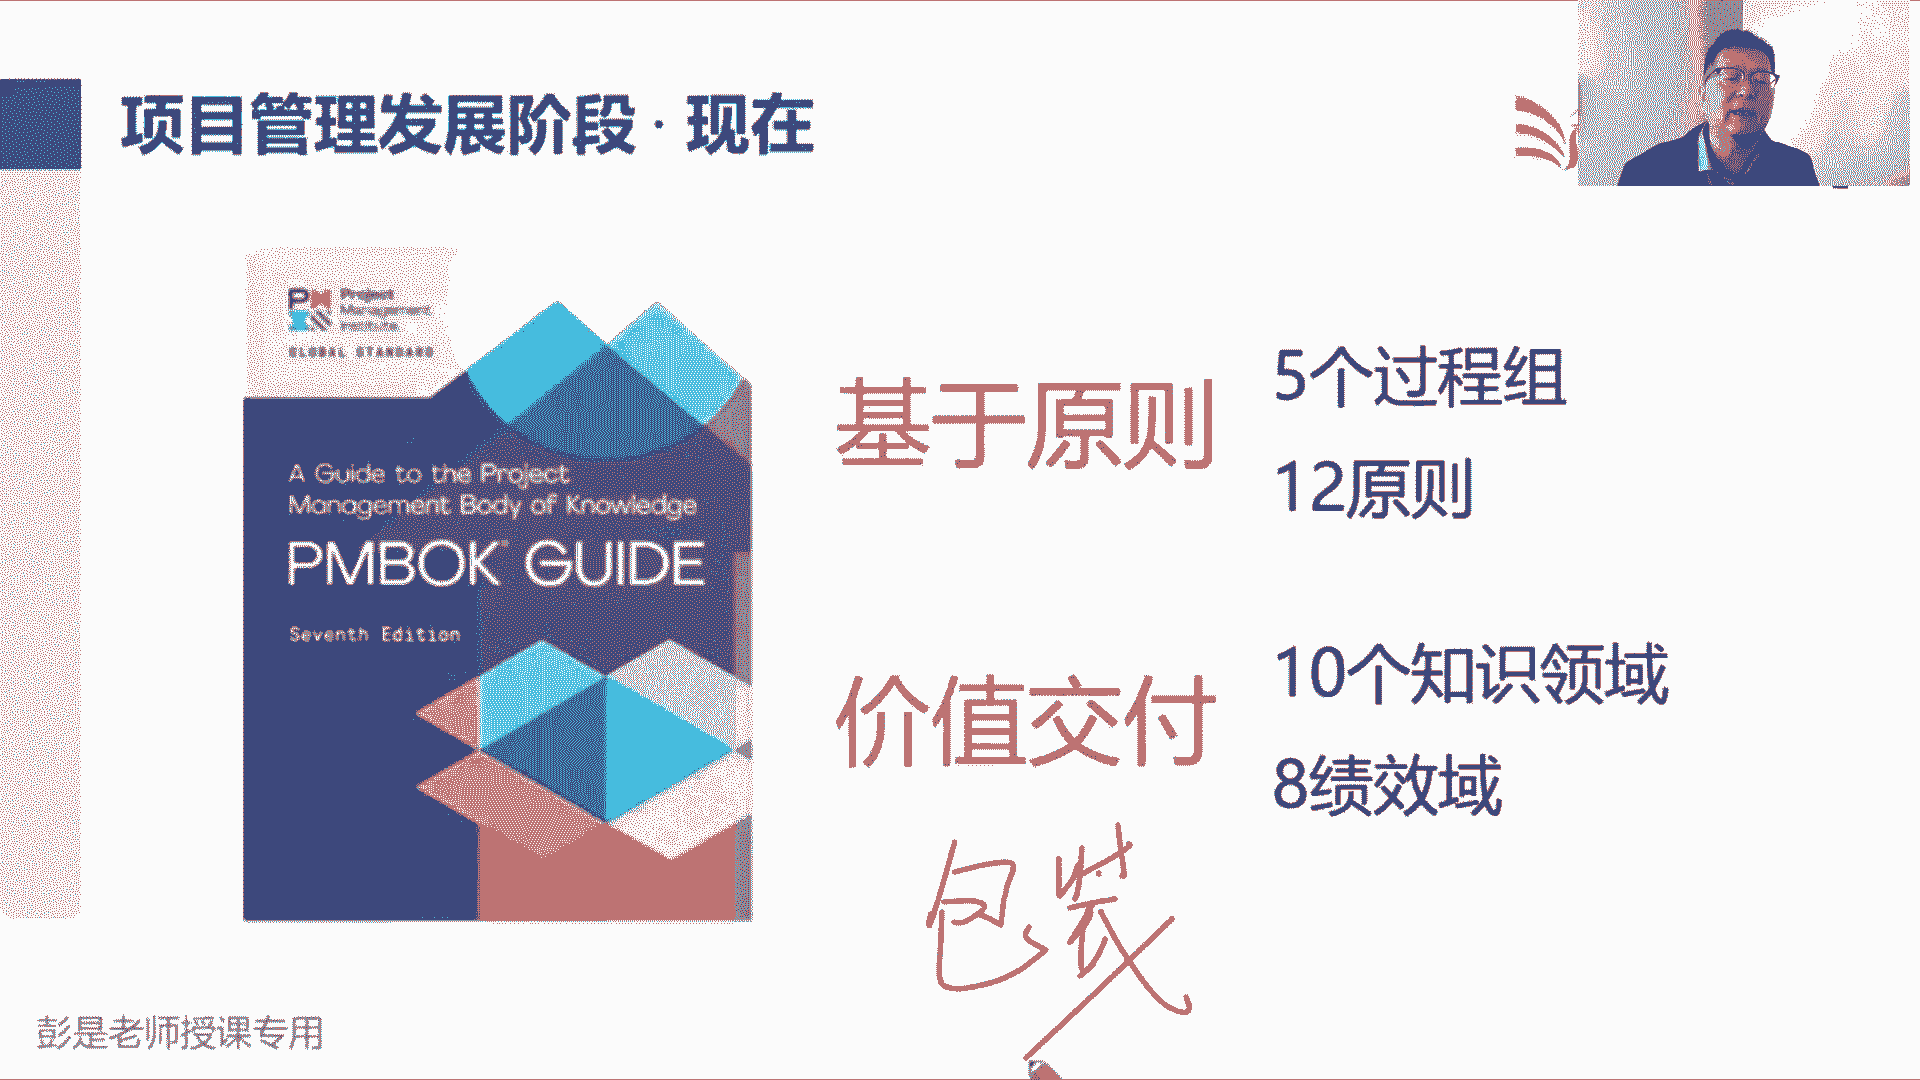 项目管理发展阶段·现在
Project
Management
Institute
GLOBAL STANDARD
A Guide to the Project
Management Body of Knowledge
PMBOK GUIDE
Seventh Edition
基于原则
5个过程组
12原则
价值交付
10个知识领域
8绩效域
包装
彭是老师授课专用